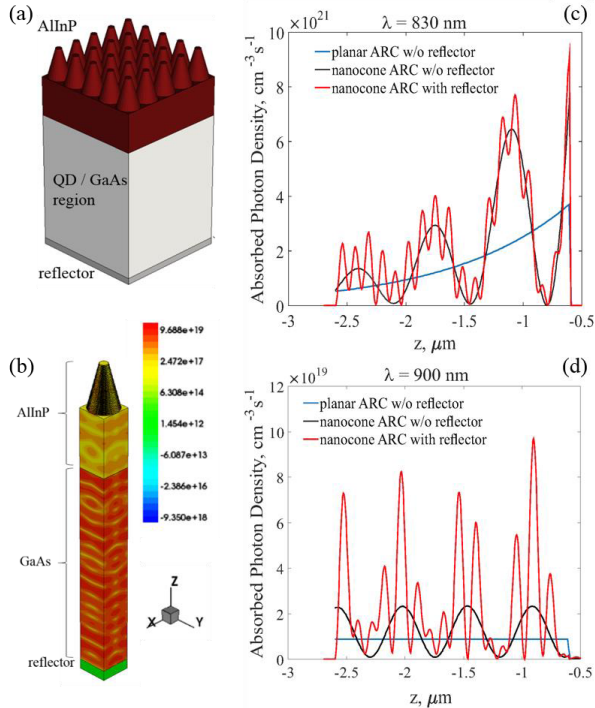 (a)
AlInP
QD / GaAs
region
reflector
(c)
×10²¹
λ = 830 nm
planar ARC w/o reflector
nanocone ARC w/o reflector
nanocone ARC with reflector
Absorbed Photon Density, cm⁻³s⁻¹
10
8
6
4
2
0
-3 -2.5 -2 -1.5 -1 -0.5
z, μm
(b)
AlInP
GaAs
reflector
9.688e+19
2.472e+17
6.308e+14
1.454e+12
-6.087e+13
-2.386e+16
-9.350e+18
Z
X Y
(d)
×10¹⁹
λ = 900 nm
planar ARC w/o reflector
nanocone ARC w/o reflector
nanocone ARC with reflector
Absorbed Photon Density, cm⁻³s⁻¹
12
10
8
6
4
2
0
-3 -2.5 -2 -1.5 -1 -0.5
z, μm